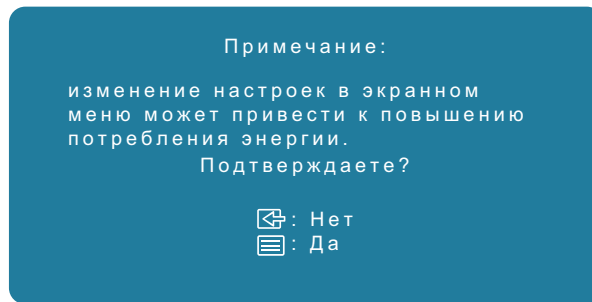 Примечание:
изменение настроек в экранном
меню может привести к повышению
потребления энергии.
Подтверждаете?
: Нет
: Да